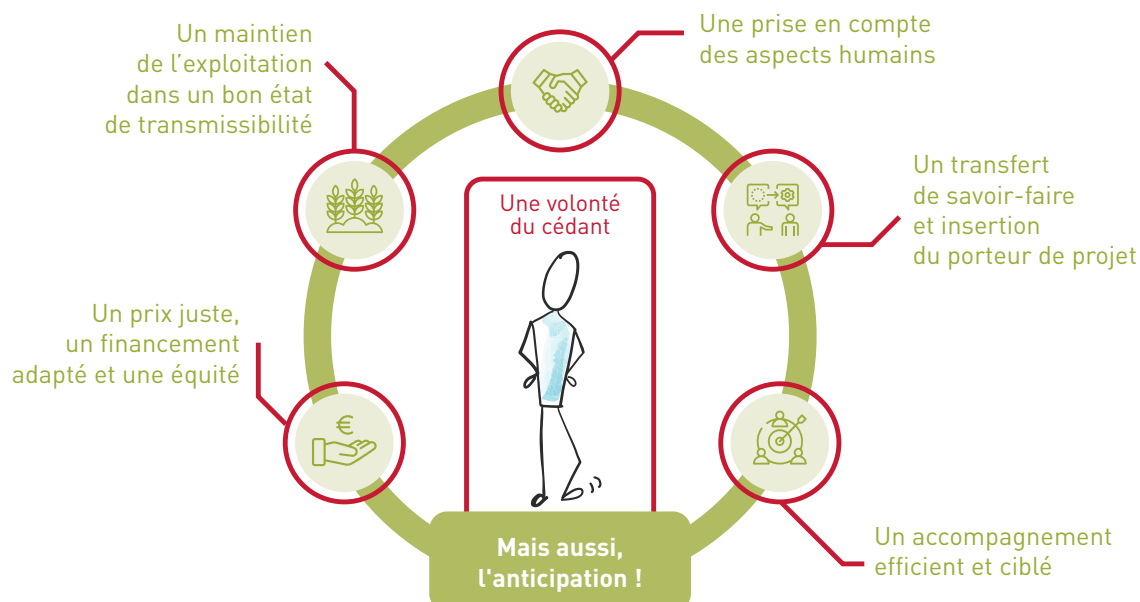 Une prise en compte
des aspects humains
Un maintien
de l'exploitation
dans un bon état
de transmissibilité
Un transfert
de savoir-faire
et insertion
du porteur de projet
Une volonté
du cédant
Un prix juste,
un financement
adapté et une équité
€
Un accompagnement
efficient et ciblé
Mais aussi,
l'anticipation !